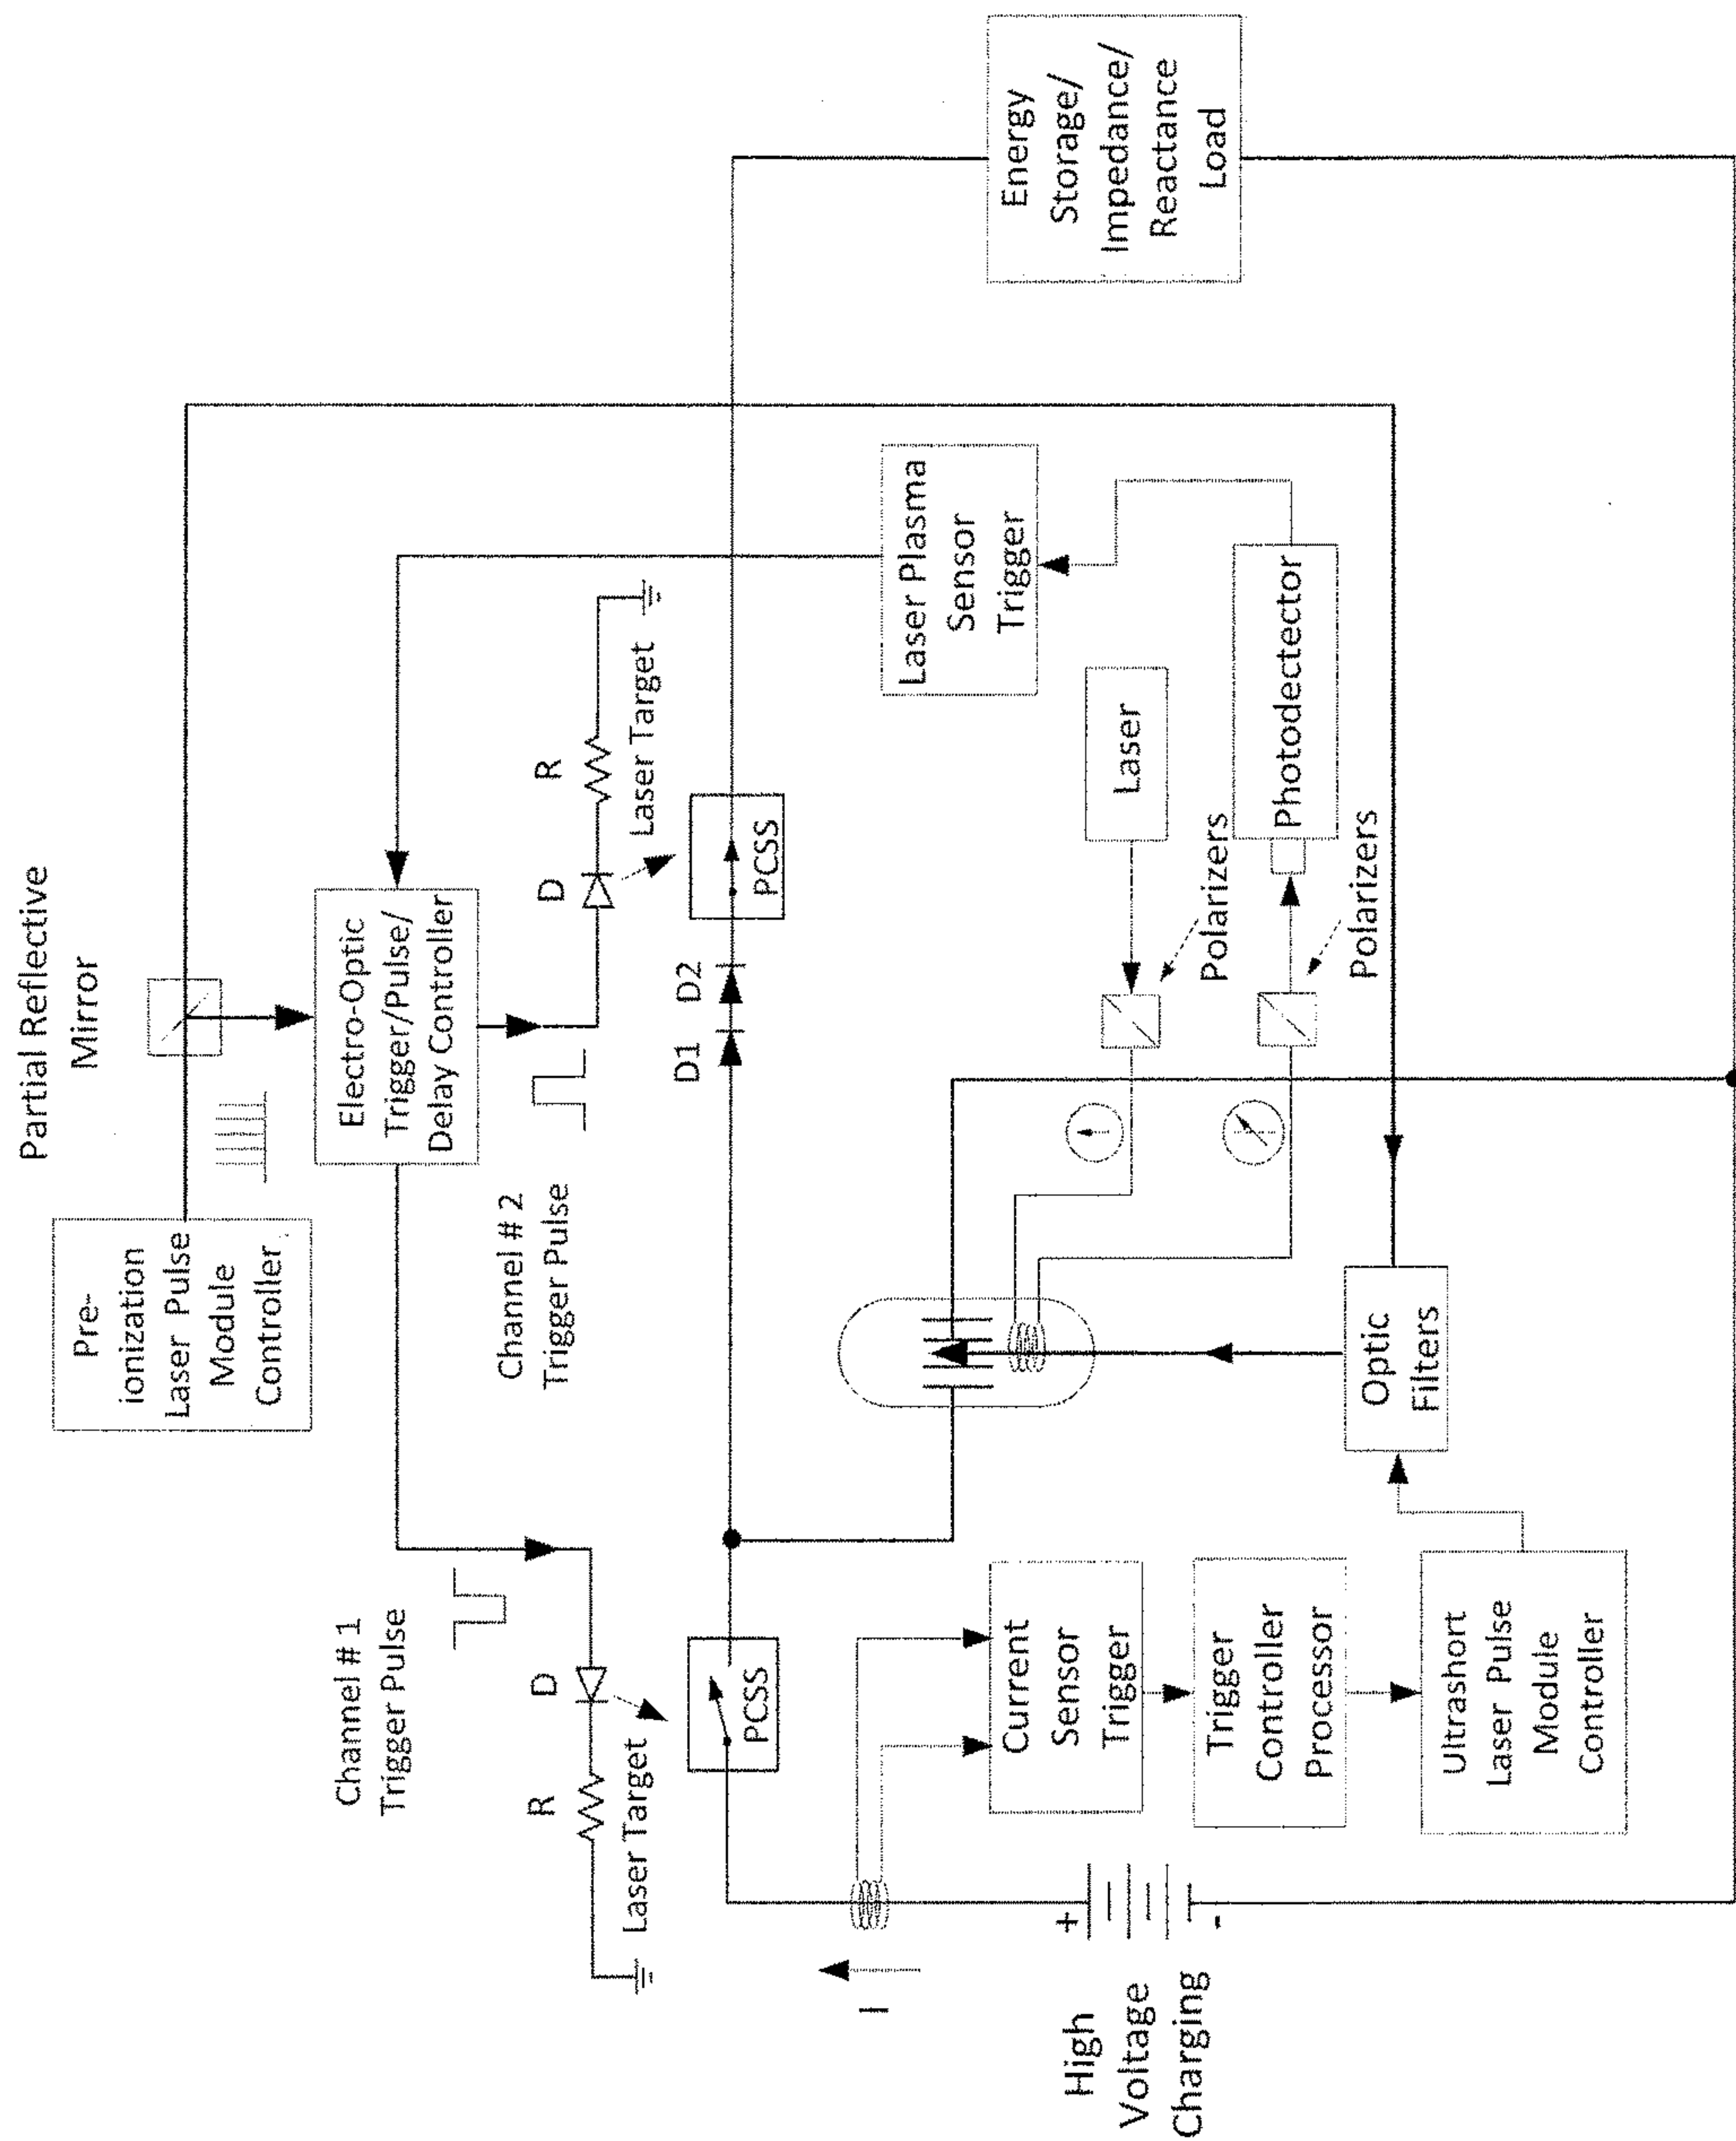 Partial Reflective
Mirror
Pre-
ionization
Laser Pulse
Module
Controller
Electro-Optic
Trigger/Pulse/
Delay Controller
Channel # 1
Trigger Pulse
Channel # 2
Trigger Pulse
R
D
Laser Target
D
R
Laser Target
PCSS
D1
D2
PCSS
I
Laser Plasma
Sensor
Trigger
Energy
Storage/
Impedance/
Reactance
Load
High
Voltage
Charging
+
-
Current
Sensor
Trigger
Trigger
Controller
Processor
Ultrashort
Laser Pulse
Module
Controller
Optic
Filters
Laser
Polarizers
Photodectector
Polarizers